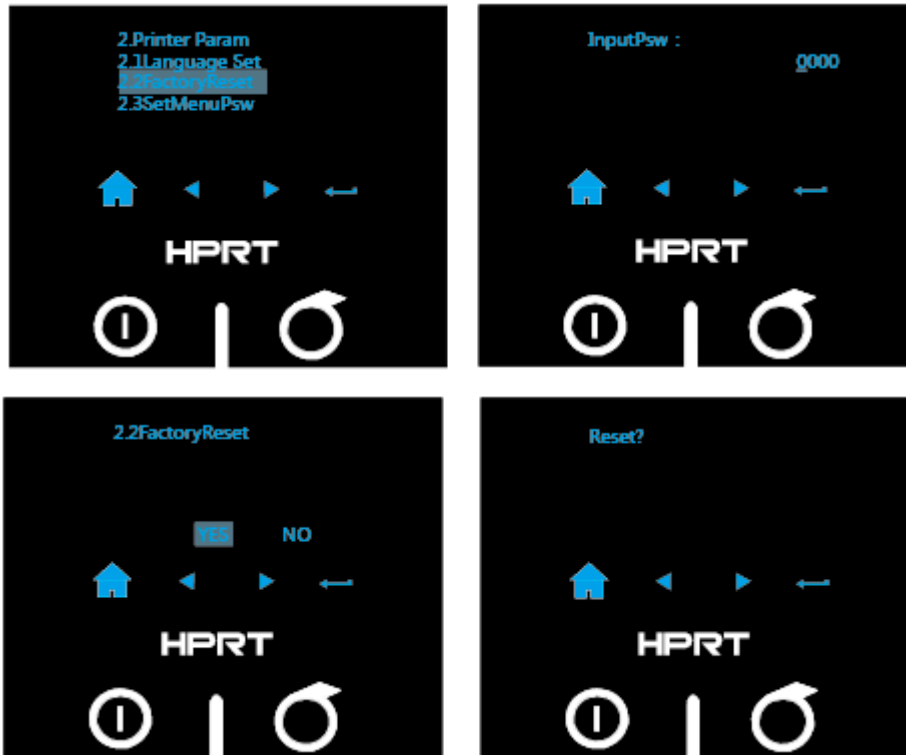 2.Printer Param
2.1Language Set
2.2FactoryReset
2.3SetMenuPsw
HPRT
InputPsw :
0000
HPRT
2.2FactoryReset
YES NO
HPRT
Reset?
HPRT